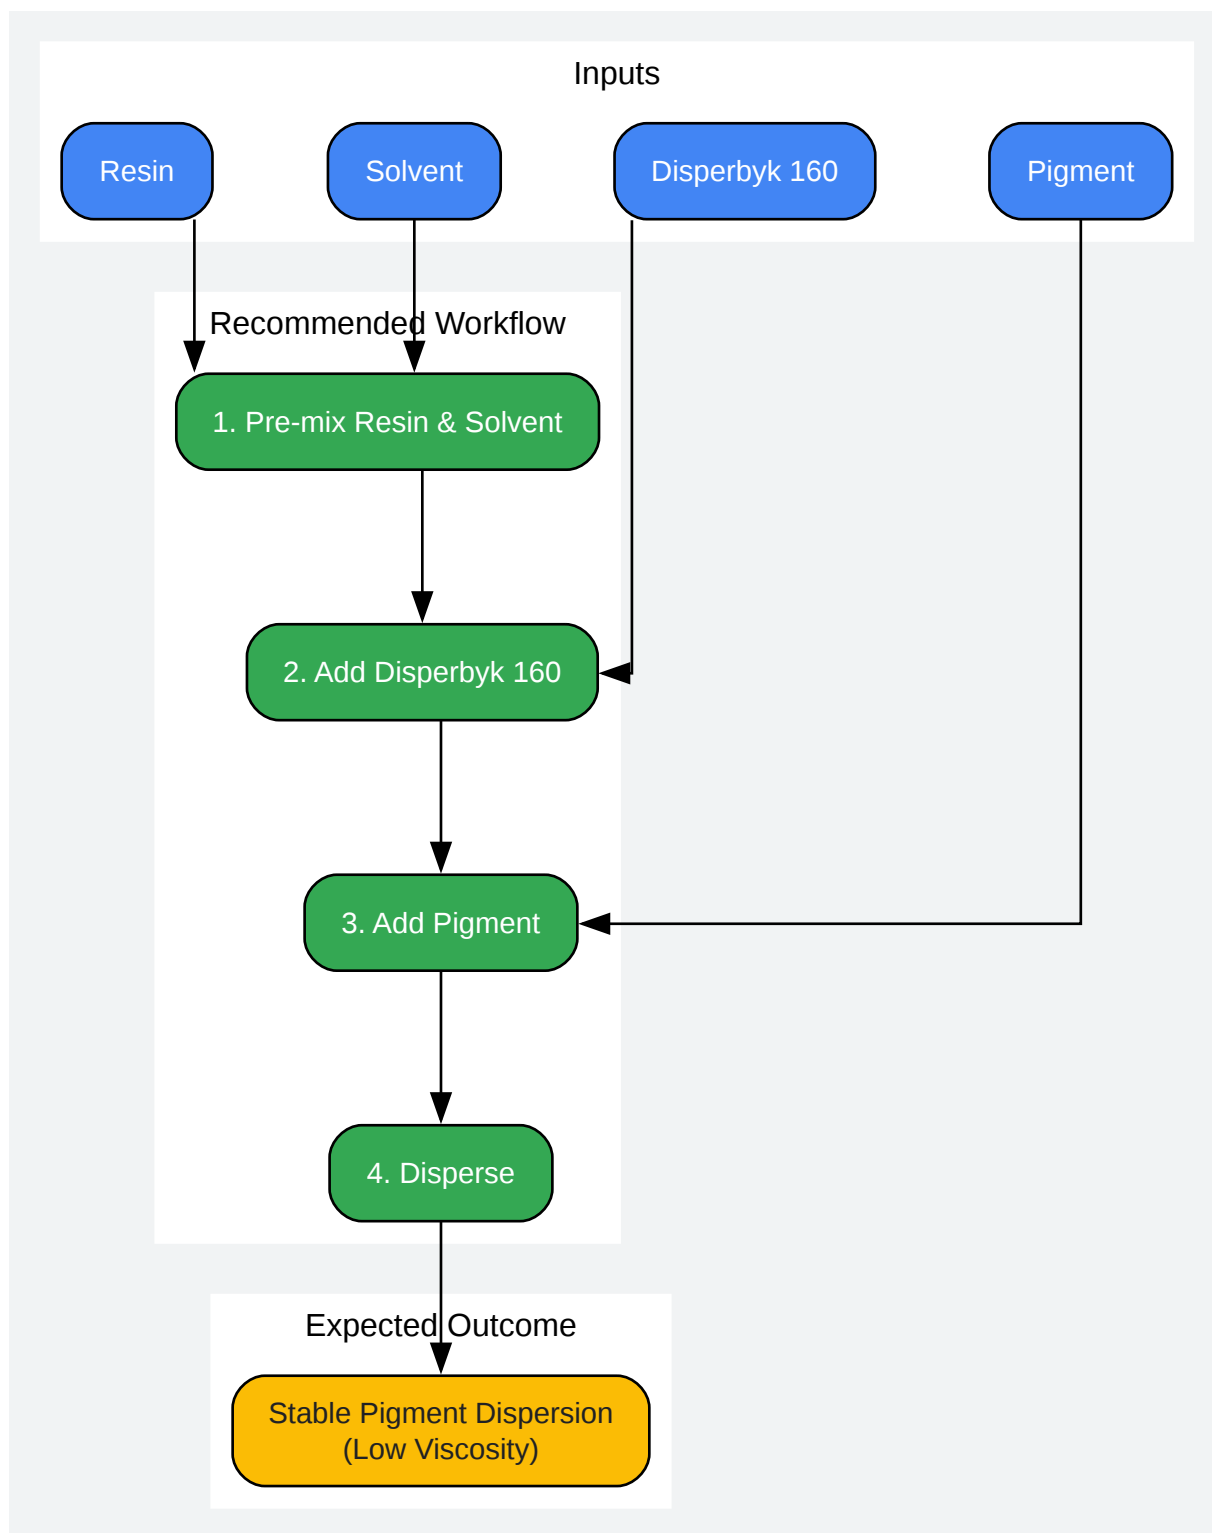 Inputs
Resin
Solvent
Disperbyk 160
Pigment
Recommended Workflow
1. Pre-mix Resin & Solvent
2. Add Disperbyk 160
3. Add Pigment
4. Disperse
Expected Outcome
Stable Pigment Dispersion
(Low Viscosity)